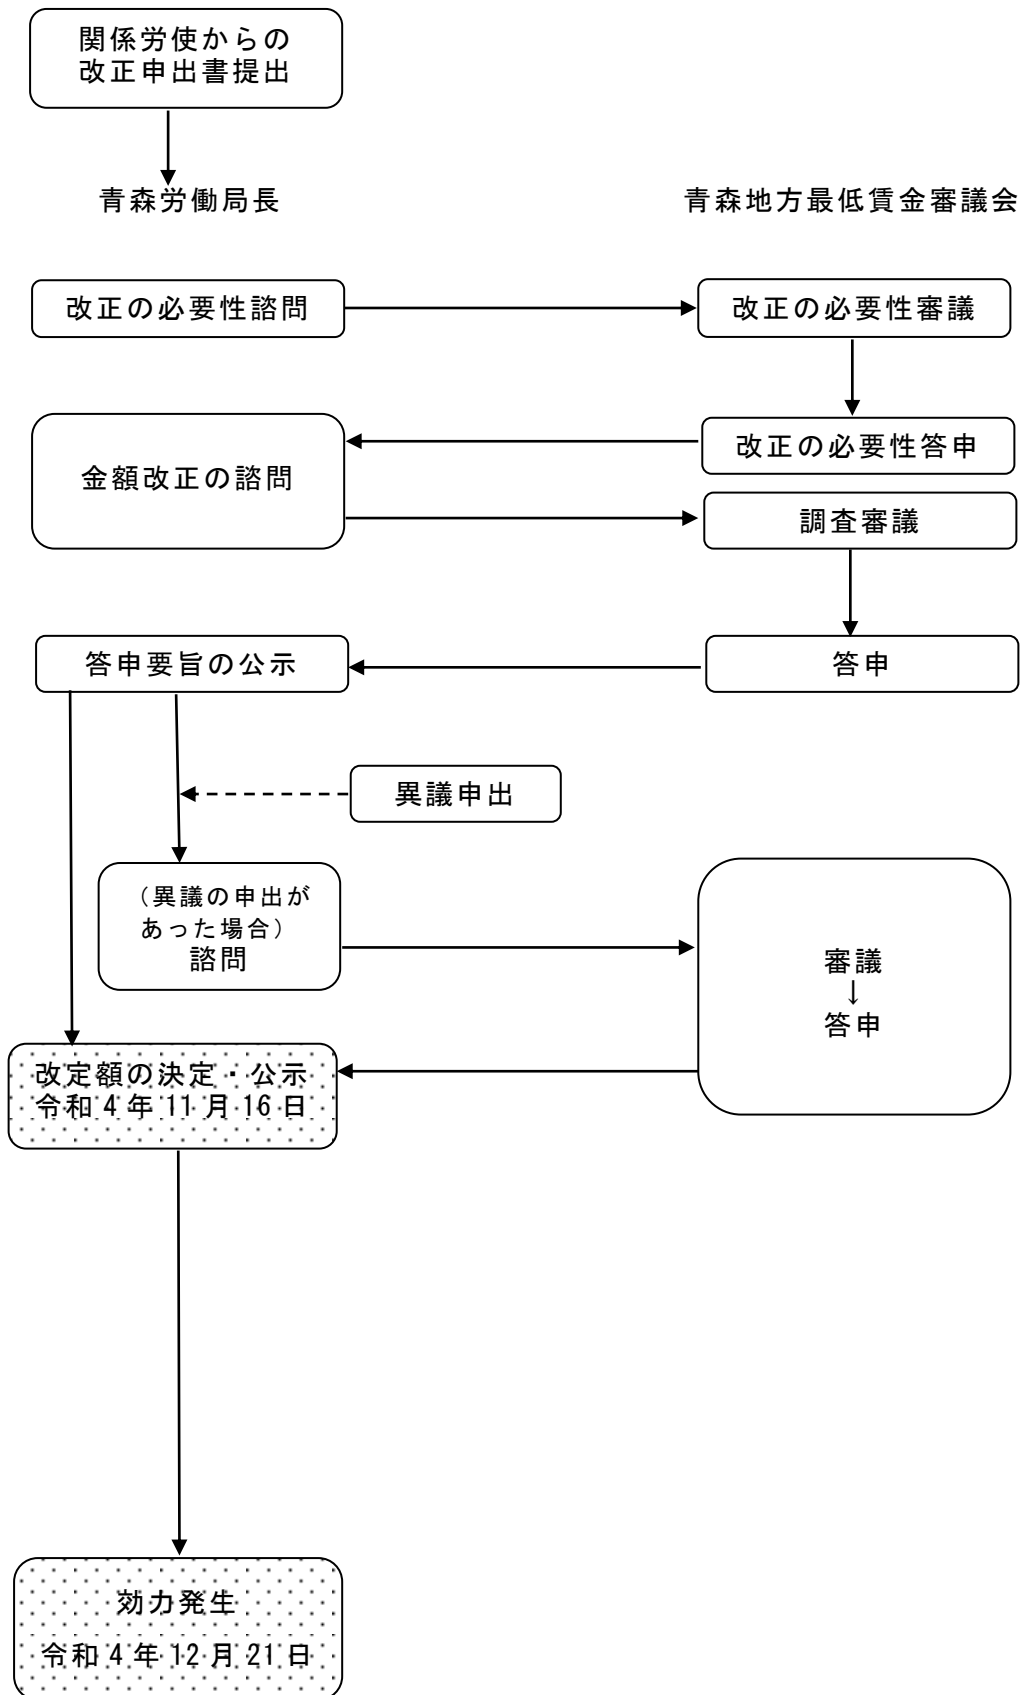 関係労使からの
改正申出書提出
青森労働局長
青森地方最低賃金審議会
改正の必要性諮問
改正の必要性審議
改正の必要性答申
金額改正の諮問
調査審議
答申要旨の公示
答申
異議申出
（異議の申出が
あった場合）
諮問
審議
↓
答申
改定額の決定・公示
令和4年11月16日
効力発生
令和4年12月21日